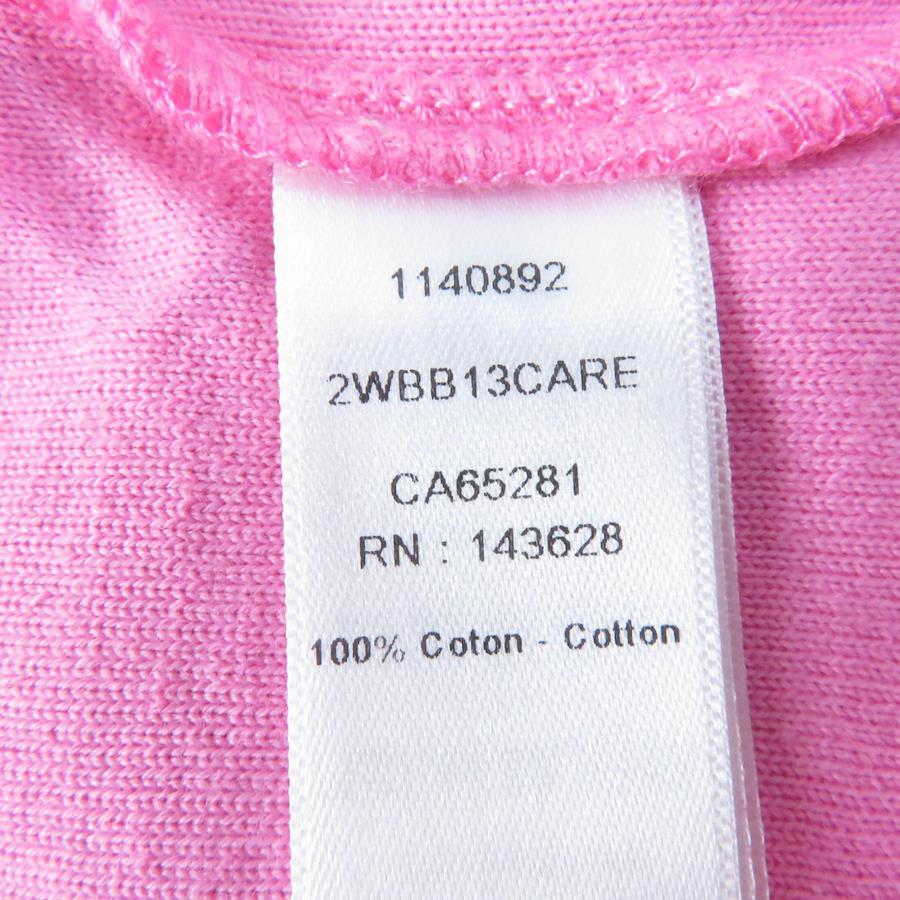 1140892
2WBB13CARE
CA65281
RN : 143628
100% Coton - Cotton